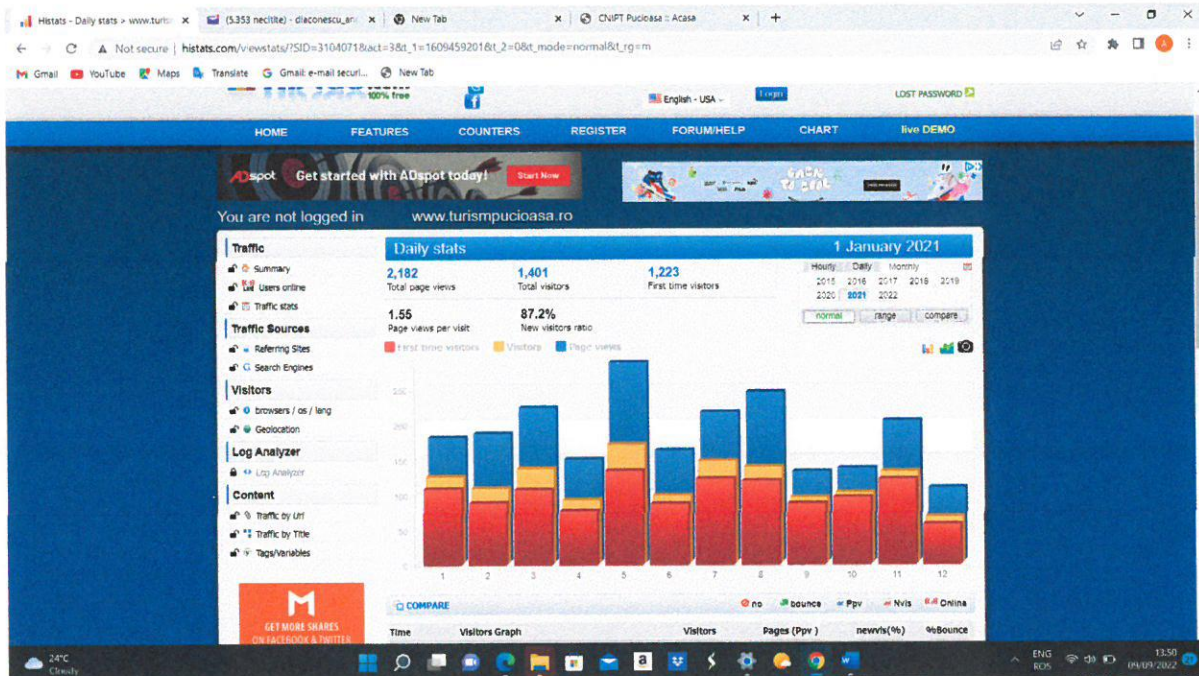 Histats - Daily stats > www.turis
(5.353 necitite) - diaconescu_an
New Tab
CNIPT Pucioasa :: Acasa
Not secure | histats.com/viewstats/?SID=3104071&act=3&t_1=1609459201&t_2=0&t_mode=normal&t_rg=m
Gmail YouTube Maps Translate Gmail: e-mail securi... New Tab
100% free
English - USA
Login
LOST PASSWORD
HOME FEATURES COUNTERS REGISTER FORUM/HELP CHART live DEMO
ADspot Get started with ADspot today! Start Now
You are not logged in www.turismpucioasa.ro
Traffic
Summary
Users online
Traffic stats
Traffic Sources
Referring Sites
Search Engines
Visitors
browsers / os / lang
Geolocation
Log Analyzer
Log Analyzer
Content
Traffic by Url
Traffic by Title
Tags/Variables
GET MORE SHARES
ON FACEBOOK & TWITTER
Daily stats 1 January 2021
2,182 1,401 1,223
Total page views Total visitors First time visitors
1.55 87.2%
Page views per visit New visitors ratio
Hourly Daily Monthly
2015 2016 2017 2018 2019
2020 2021 2022
normal range compare
First time visitors Visitors Page views
250
200
150
100
50
0
1 2 3 4 5 6 7 8 9 10 11 12
COMPARE no bounce Ppv Nvis Online
Time Visitors Graph Visitors Pages (Ppv ) newvis(%) %Bounce
24°C
Cloudy
ENG
ROS
13:50
09/09/2022